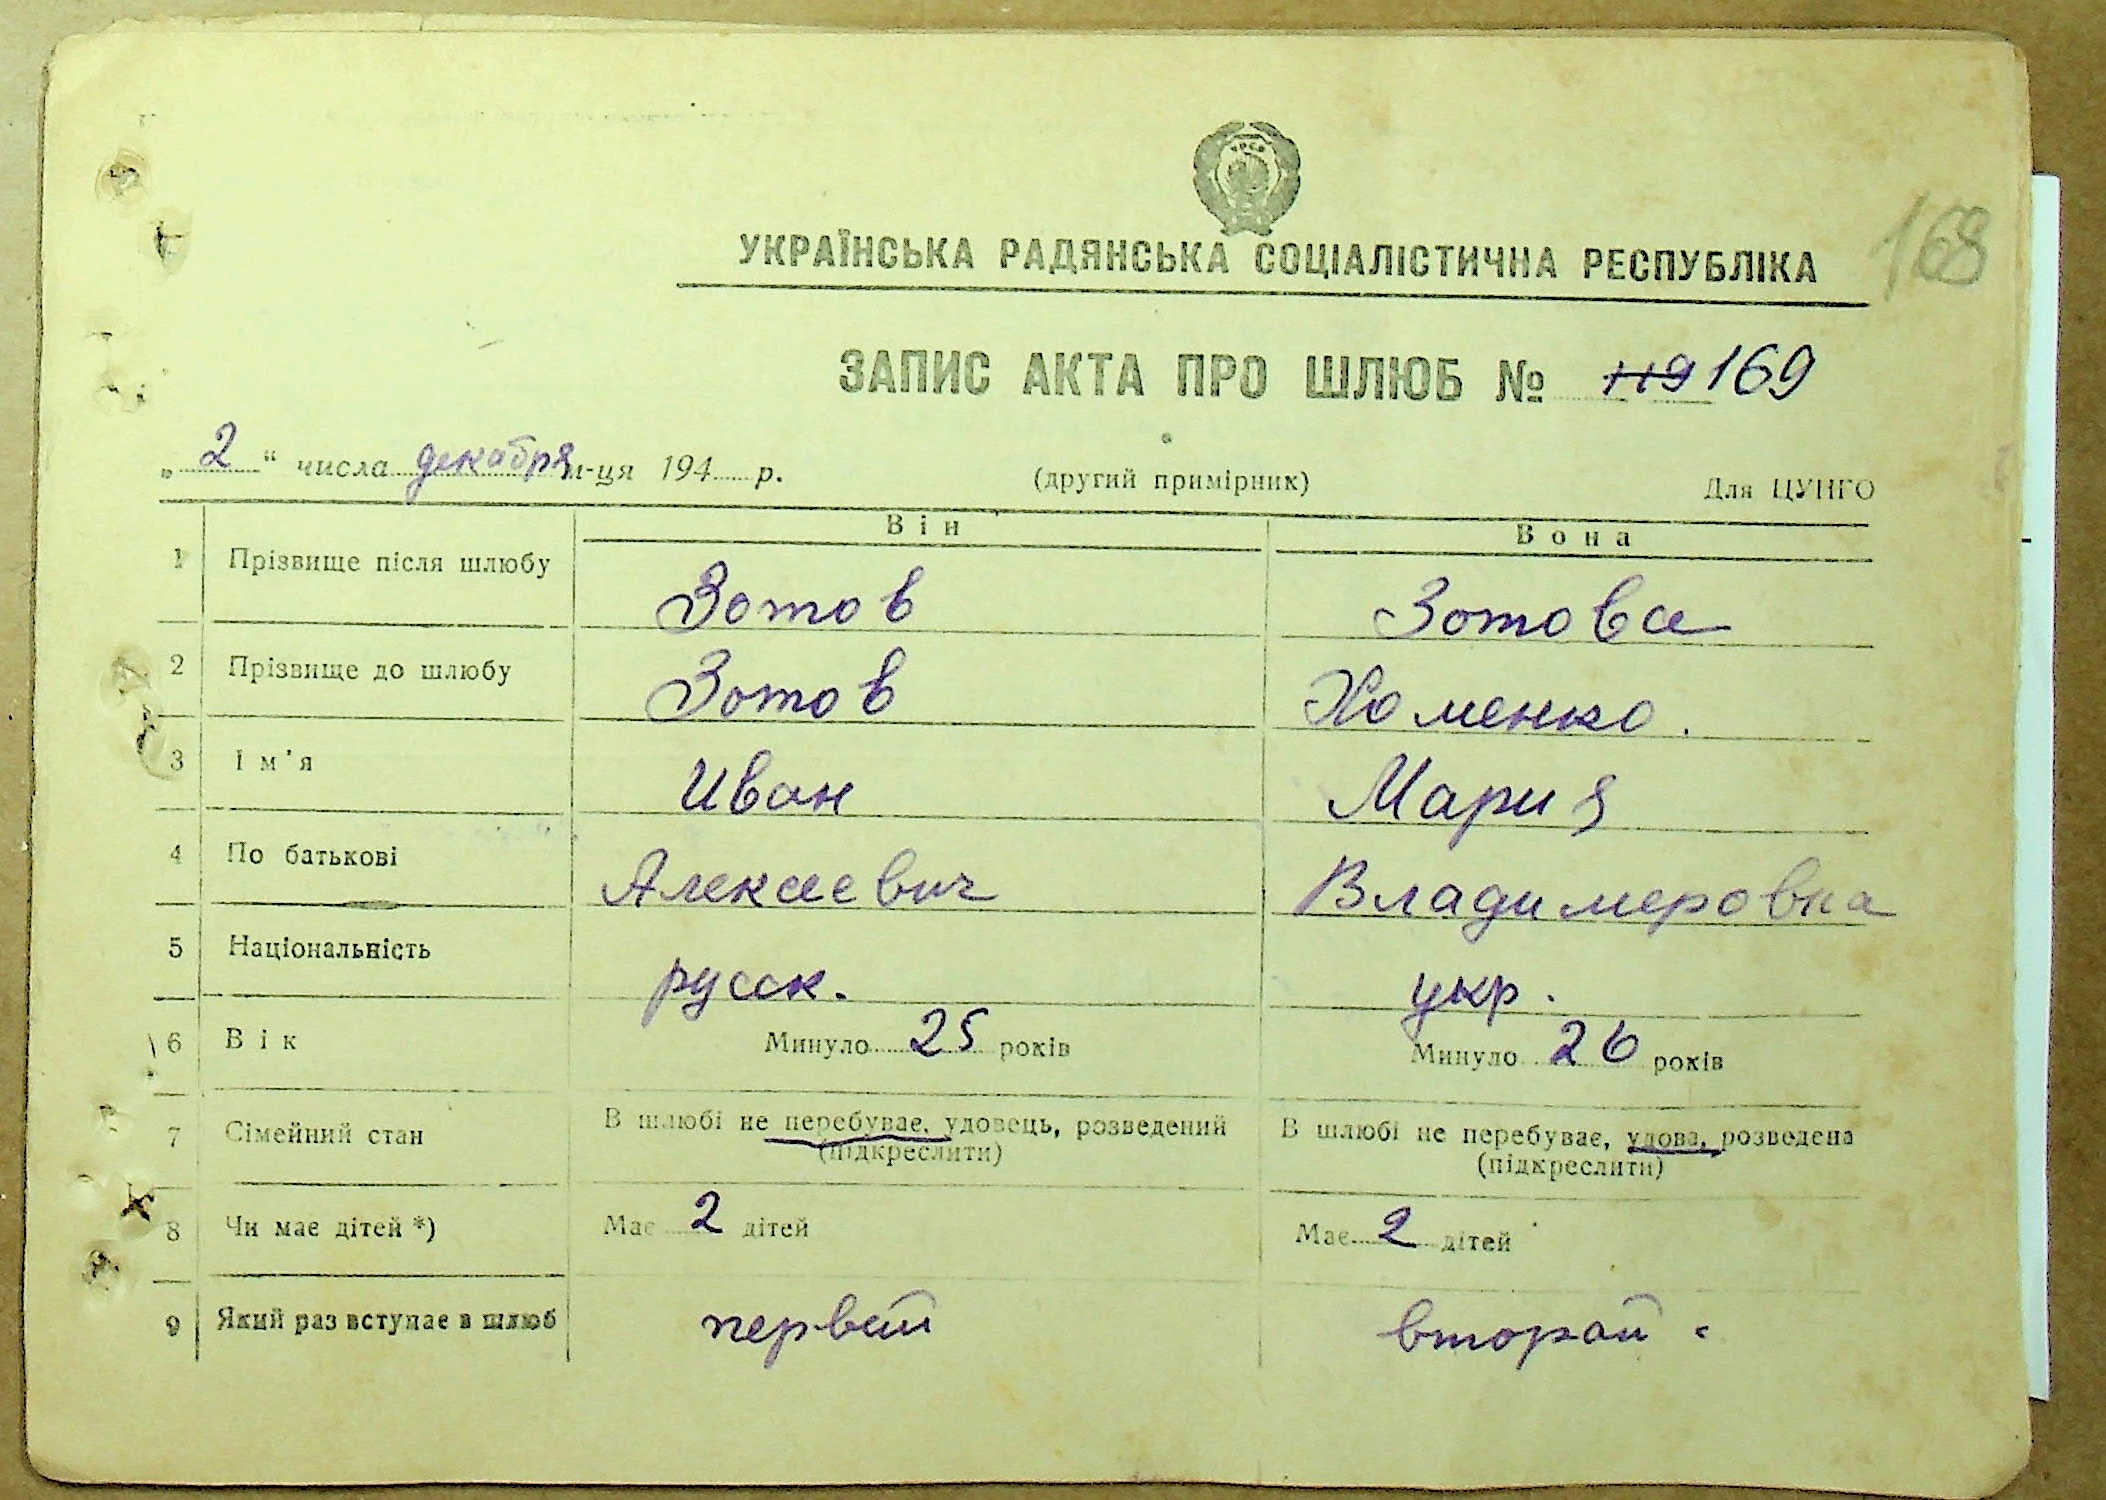 УРСР
УКРАЇНСЬКА РАДЯНСЬКА СОЦІАЛІСТИЧНА РЕСПУБЛІКА
168
ЗАПИС АКТА ПРО ШЛЮБ № 119 169
„2“ числа декабря м-ця 194 р. (другий примірник) Для ЦУНГО
Він Вона
1 Прізвище після шлюбу Зотов Зотова
2 Прізвище до шлюбу Зотов Хоменко.
3 Ім'я Иван Мария
4 По батькові Алексеевич Владимеровна
5 Національність русск. укр.
6 Вік Минуло 25 років Минуло 26 років
7 Сімейний стан В шлюбі не перебуває, удовець, розведений В шлюбі не перебуває, удова, розведена
(підкреслити) (підкреслити)
8 Чи має дітей *) Має 2 дітей Має 2 дітей
9 Який раз вступає в шлюб первый второй